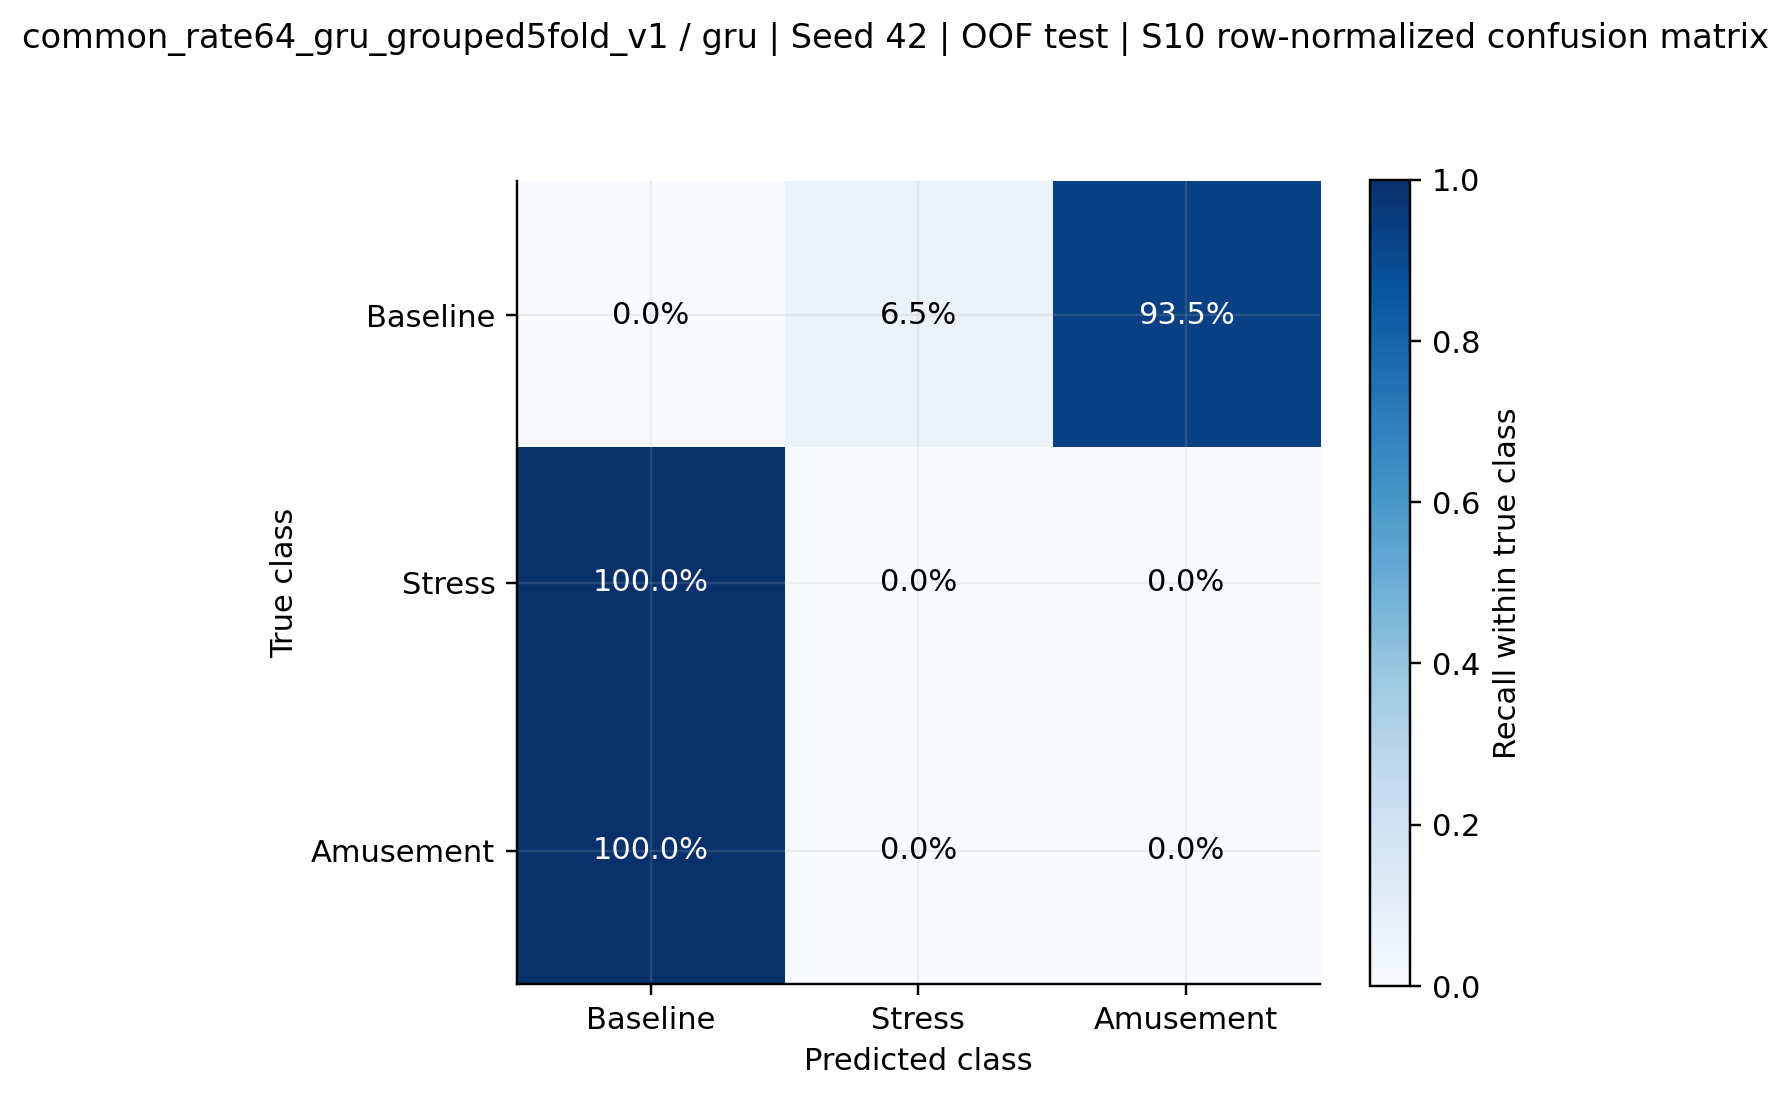 common_rate64_gru_grouped5fold_v1 / gru | Seed 42 | OOF test | S10 row-normalized confusion matrix
Baseline
Stress
Amusement
True class
0.0% 6.5% 93.5%
100.0% 0.0% 0.0%
100.0% 0.0% 0.0%
Baseline Stress Amusement
Predicted class
1.0
0.8
0.6
0.4
0.2
0.0
Recall within true class